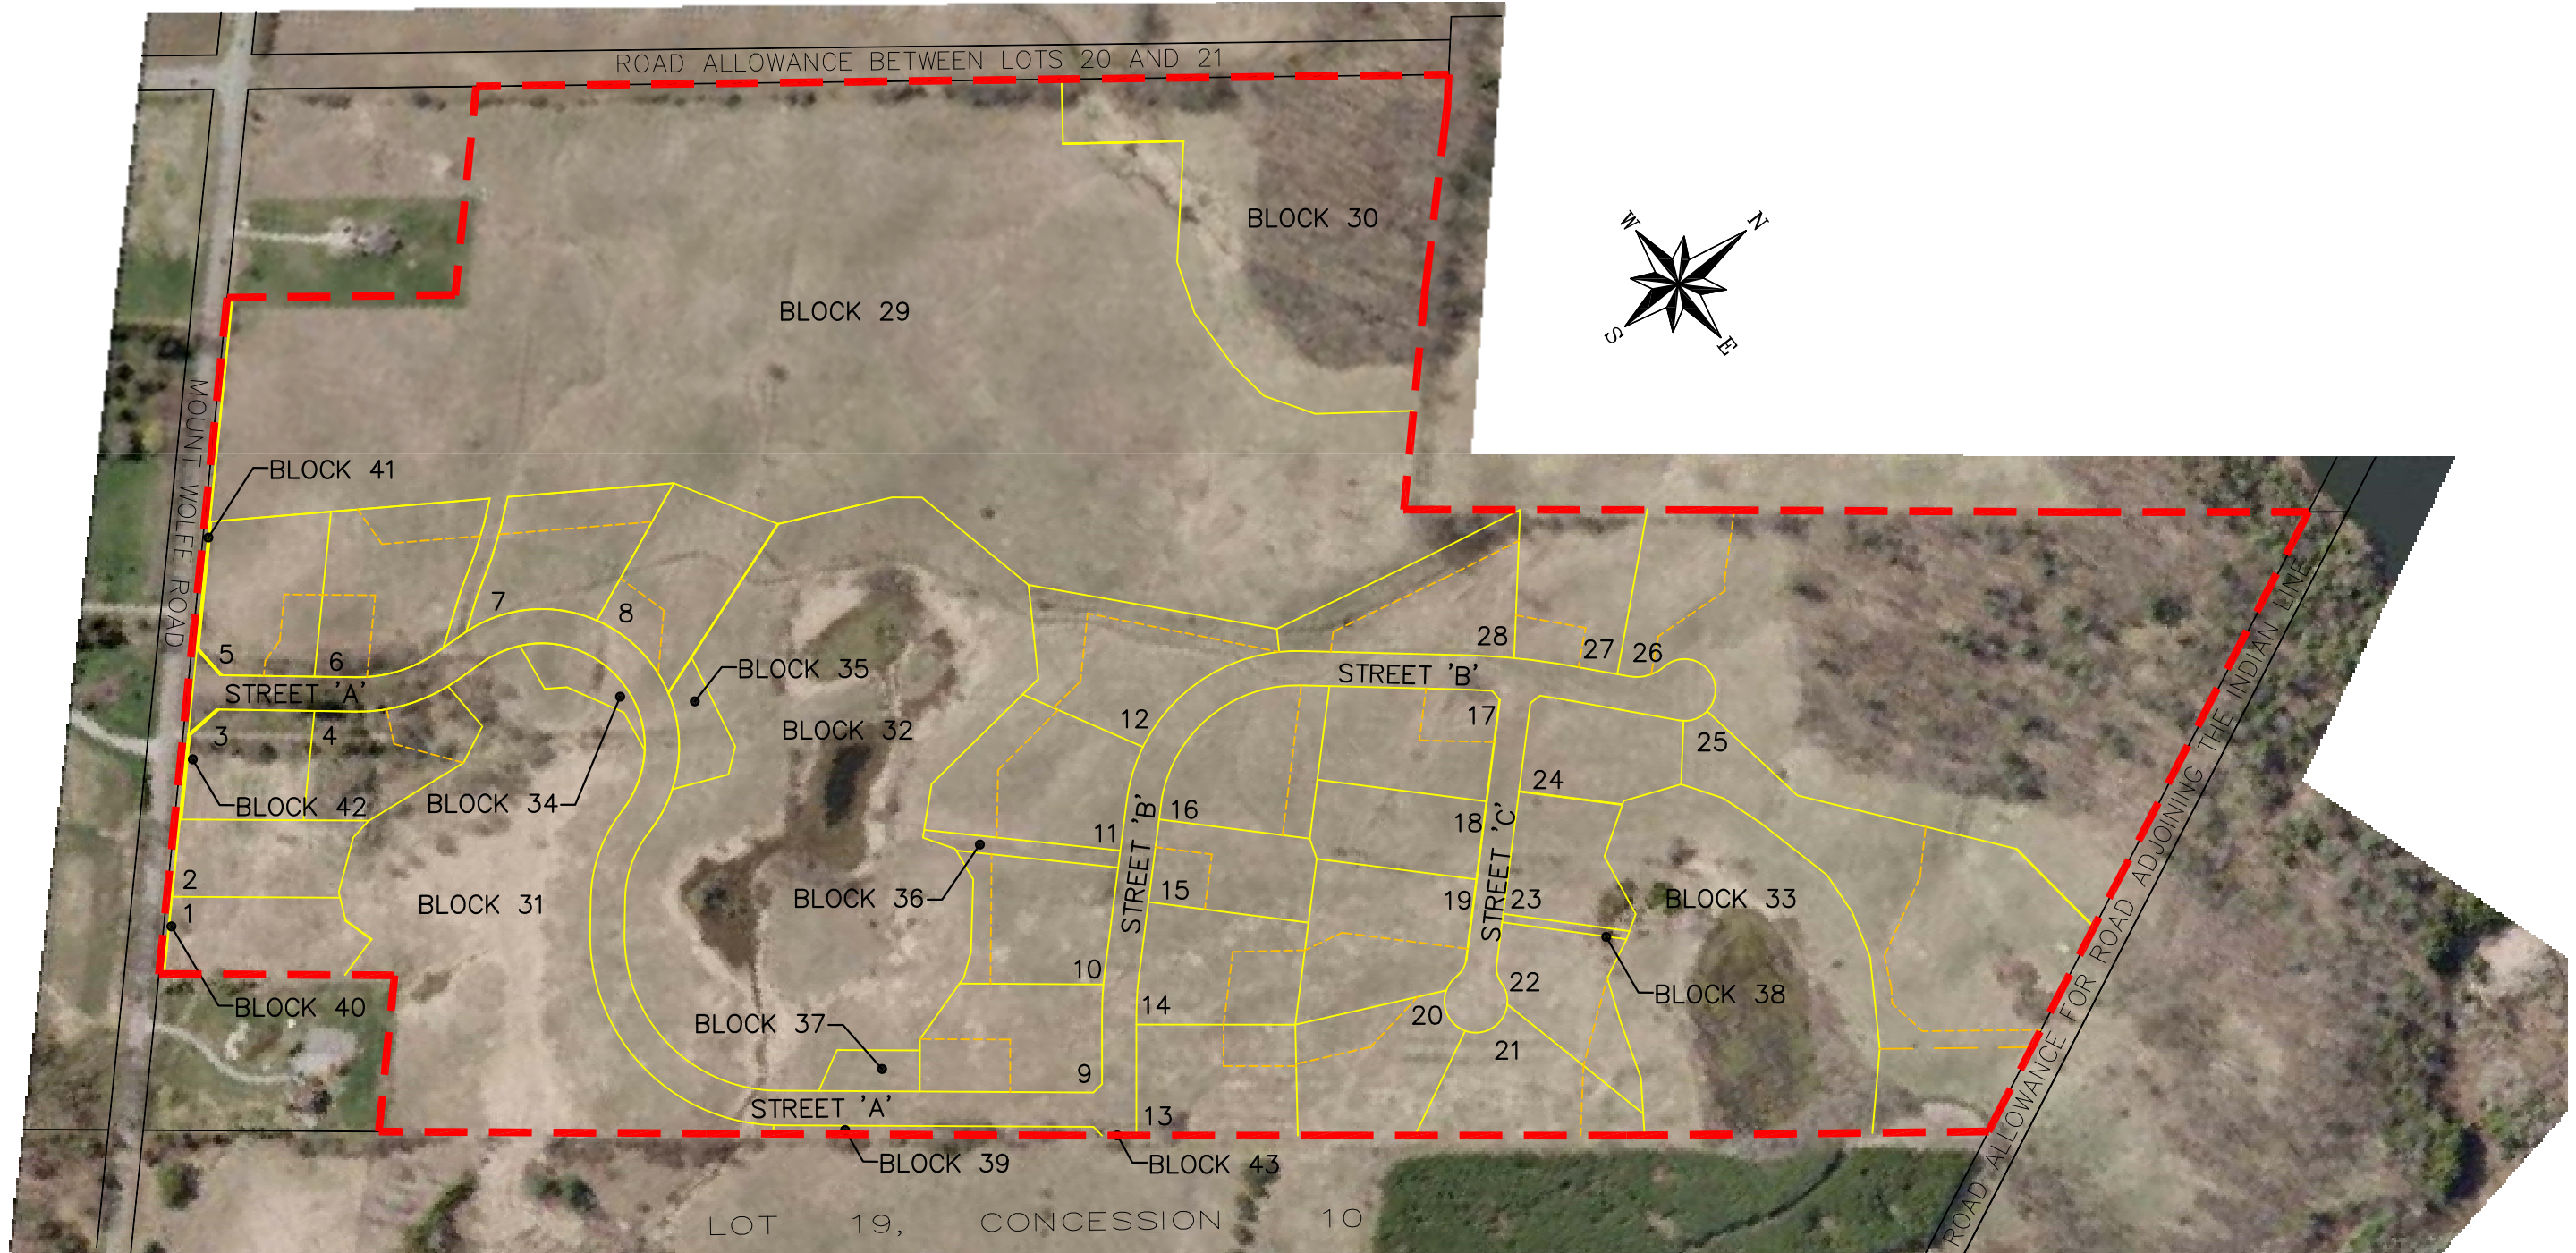 ROAD ALLOWANCE BETWEEN LOTS 20 AND 21
BLOCK 30
W
N
S
E
BLOCK 29
MOUNT WOLFE ROAD
BLOCK 41
7
8
5
6
STREET 'A'
BLOCK 35
28
27
26
STREET 'B'
3
4
BLOCK 32
12
17
25
BLOCK 42
BLOCK 34
24
11
16
18
STREET 'B'
STREET 'C'
2
1
BLOCK 31
BLOCK 36
15
19
23
BLOCK 33
10
22
BLOCK 38
BLOCK 40
BLOCK 37
14
20
21
9
STREET 'A'
13
BLOCK 39
BLOCK 43
ROAD ALLOWANCE FOR ROAD ADJOINING THE INDIAN LINE
LOT 19, CONCESSION 10